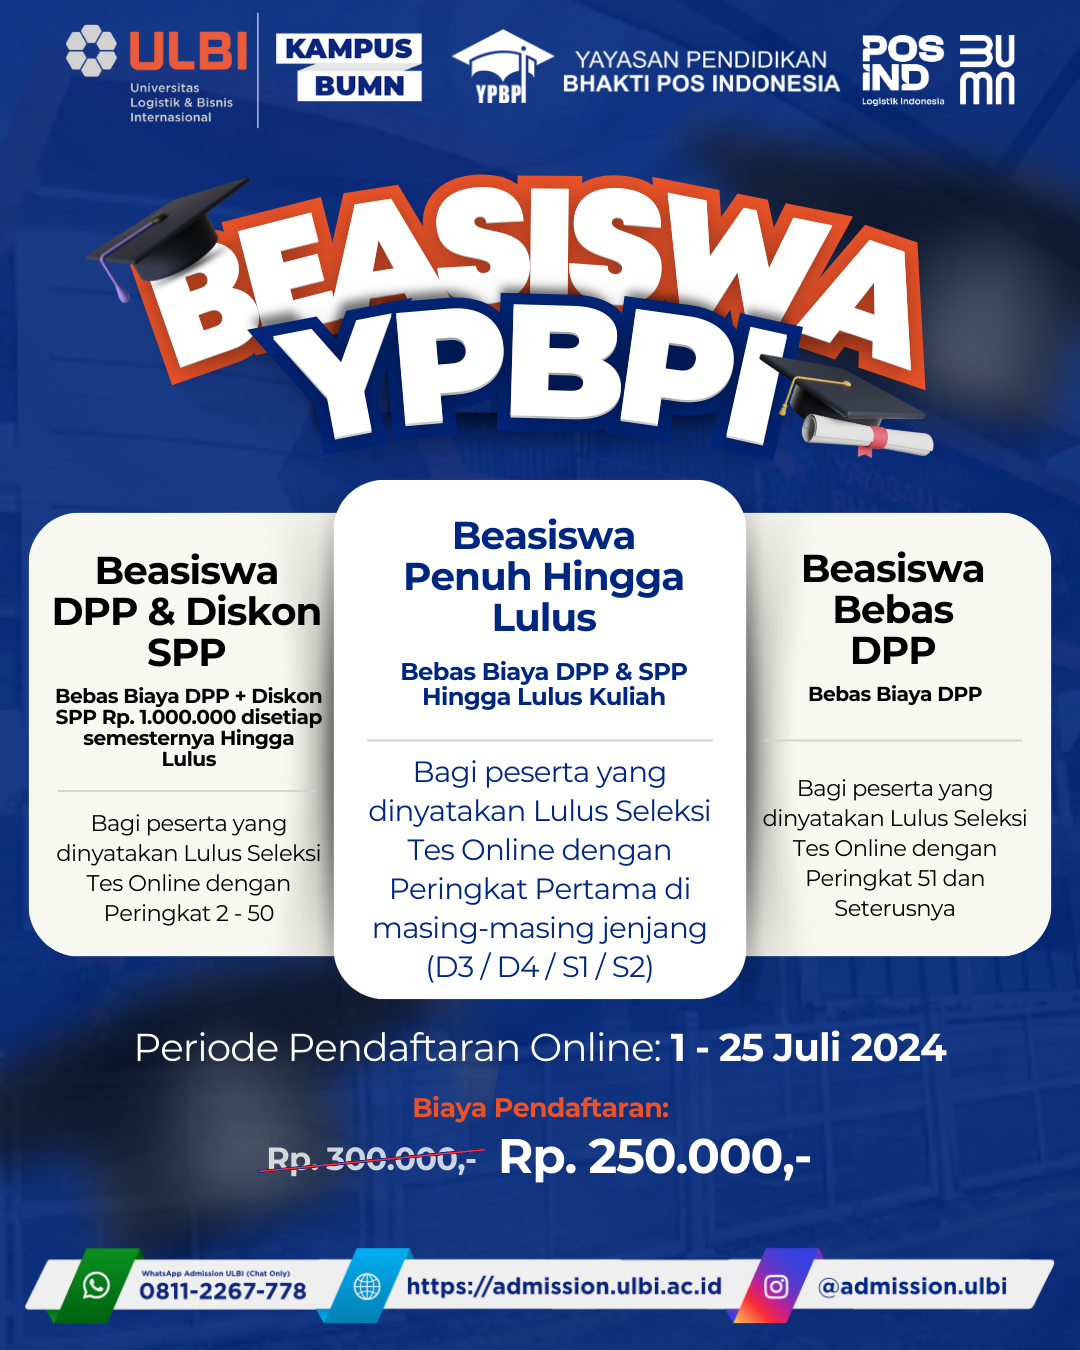 ULBI
Universitas
Logistik & Bisnis
Internasional
KAMPUS
BUMN
YPBPI
YAYASAN PENDIDIKAN
BHAKTI POS INDONESIA
POS
IND
Logistik Indonesia
BUMN
BEASISWA
YPBPI
Beasiswa
DPP & Diskon
SPP
Bebas Biaya DPP + Diskon
SPP Rp. 1.000.000 disetiap
semesternya Hingga
Lulus
Bagi peserta yang
dinyatakan Lulus Seleksi
Tes Online dengan
Peringkat 2 - 50
Beasiswa
Penuh Hingga
Lulus
Bebas Biaya DPP & SPP
Hingga Lulus Kuliah
Bagi peserta yang
dinyatakan Lulus Seleksi
Tes Online dengan
Peringkat Pertama di
masing-masing jenjang
(D3 / D4 / S1 / S2)
Beasiswa
Bebas
DPP
Bebas Biaya DPP
Bagi peserta yang
dinyatakan Lulus Seleksi
Tes Online dengan
Peringkat 51 dan
Seterusnya
Periode Pendaftaran Online: 1 - 25 Juli 2024
Biaya Pendaftaran:
Rp. 300.000,- Rp. 250.000,-
WhatsApp Admission ULBI (Chat Only)
0811-2267-778
https://admission.ulbi.ac.id
@admission.ulbi